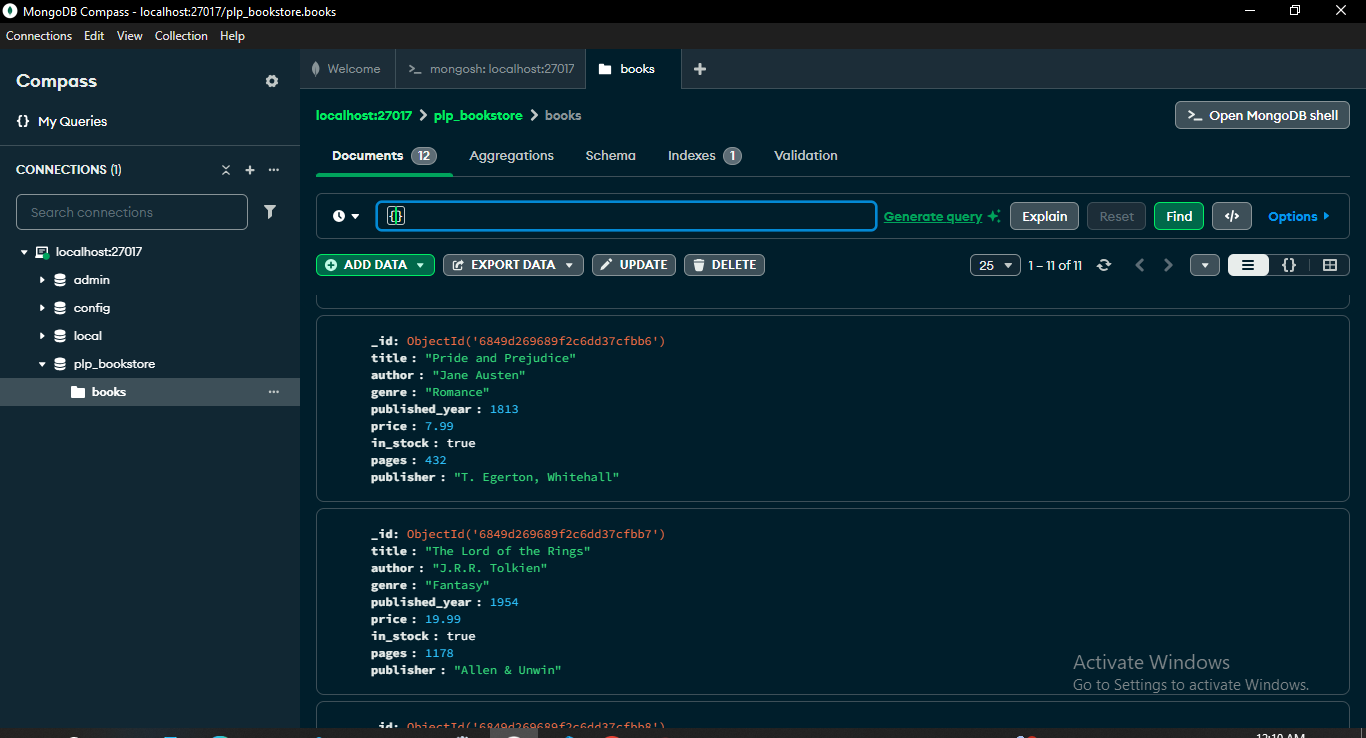 MongoDB Compass - localhost:27017/plp_bookstore.books
Connections Edit View Collection Help
Compass
{} My Queries
CONNECTIONS (1)
Search connections
localhost:27017
admin
config
local
plp_bookstore
books
Welcome
>_ mongosh: localhost:27017
books
localhost:27017 > plp_bookstore > books
>_ Open MongoDB shell
Documents 12 Aggregations Schema Indexes 1 Validation
{} Generate query Explain Reset Find </> Options
ADD DATA EXPORT DATA UPDATE DELETE 25 1 – 11 of 11 {}
_id: ObjectId('6849d269689f2c6dd37cfbb6')
title : "Pride and Prejudice"
author : "Jane Austen"
genre : "Romance"
published_year : 1813
price : 7.99
in_stock : true
pages : 432
publisher : "T. Egerton, Whitehall"
_id: ObjectId('6849d269689f2c6dd37cfbb7')
title : "The Lord of the Rings"
author : "J.R.R. Tolkien"
genre : "Fantasy"
published_year : 1954
price : 19.99
in_stock : true
pages : 1178
publisher : "Allen & Unwin"
_id: ObjectId('6849d269689f2c6dd37cfbb8')
Activate Windows
Go to Settings to activate Windows.
12:19 AM